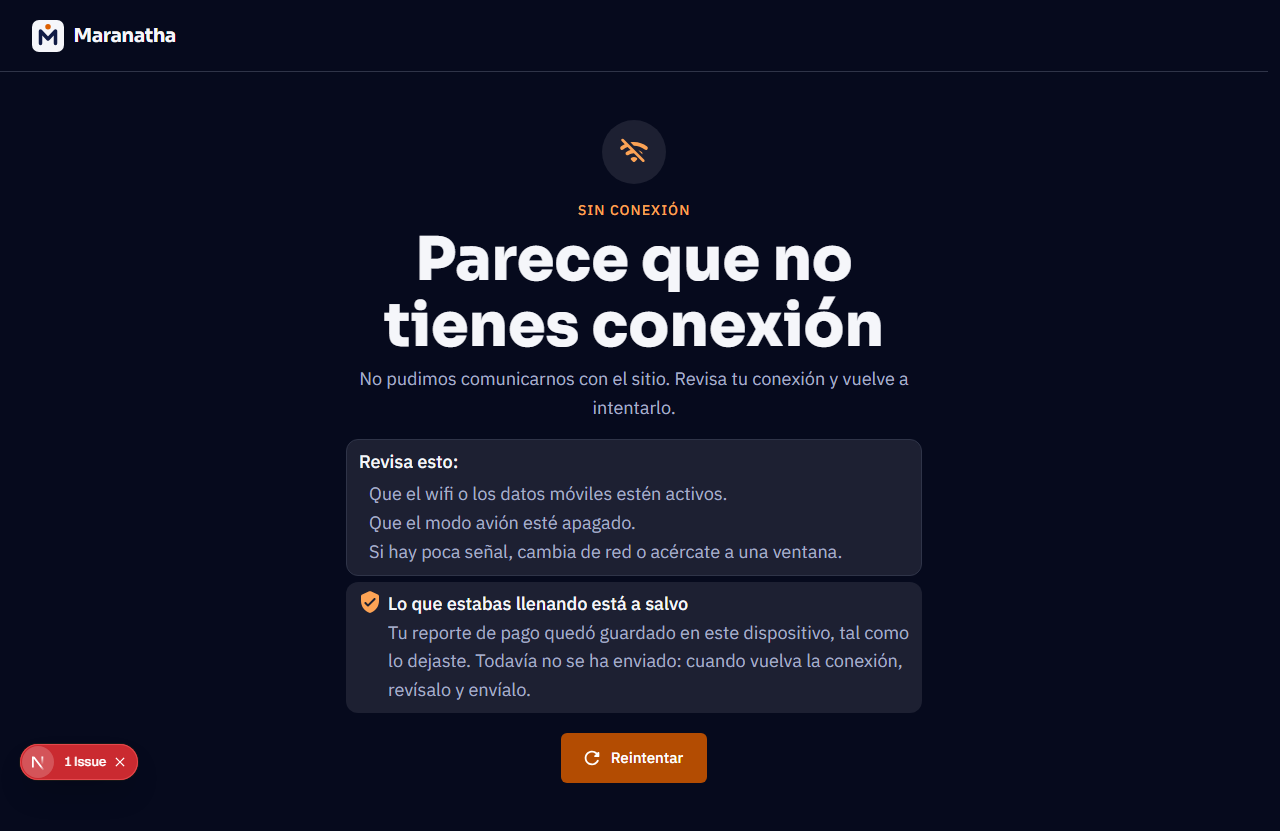 Maranatha
SIN CONEXIÓN
Parece que no
tienes conexión
No pudimos comunicarnos con el sitio. Revisa tu conexión y vuelve a
intentarlo.
Revisa esto:
Que el wifi o los datos móviles estén activos.
Que el modo avión esté apagado.
Si hay poca señal, cambia de red o acércate a una ventana.
Lo que estabas llenando está a salvo
Tu reporte de pago quedó guardado en este dispositivo, tal como
lo dejaste. Todavía no se ha enviado: cuando vuelva la conexión,
revísalo y envíalo.
Reintentar
N 1 Issue